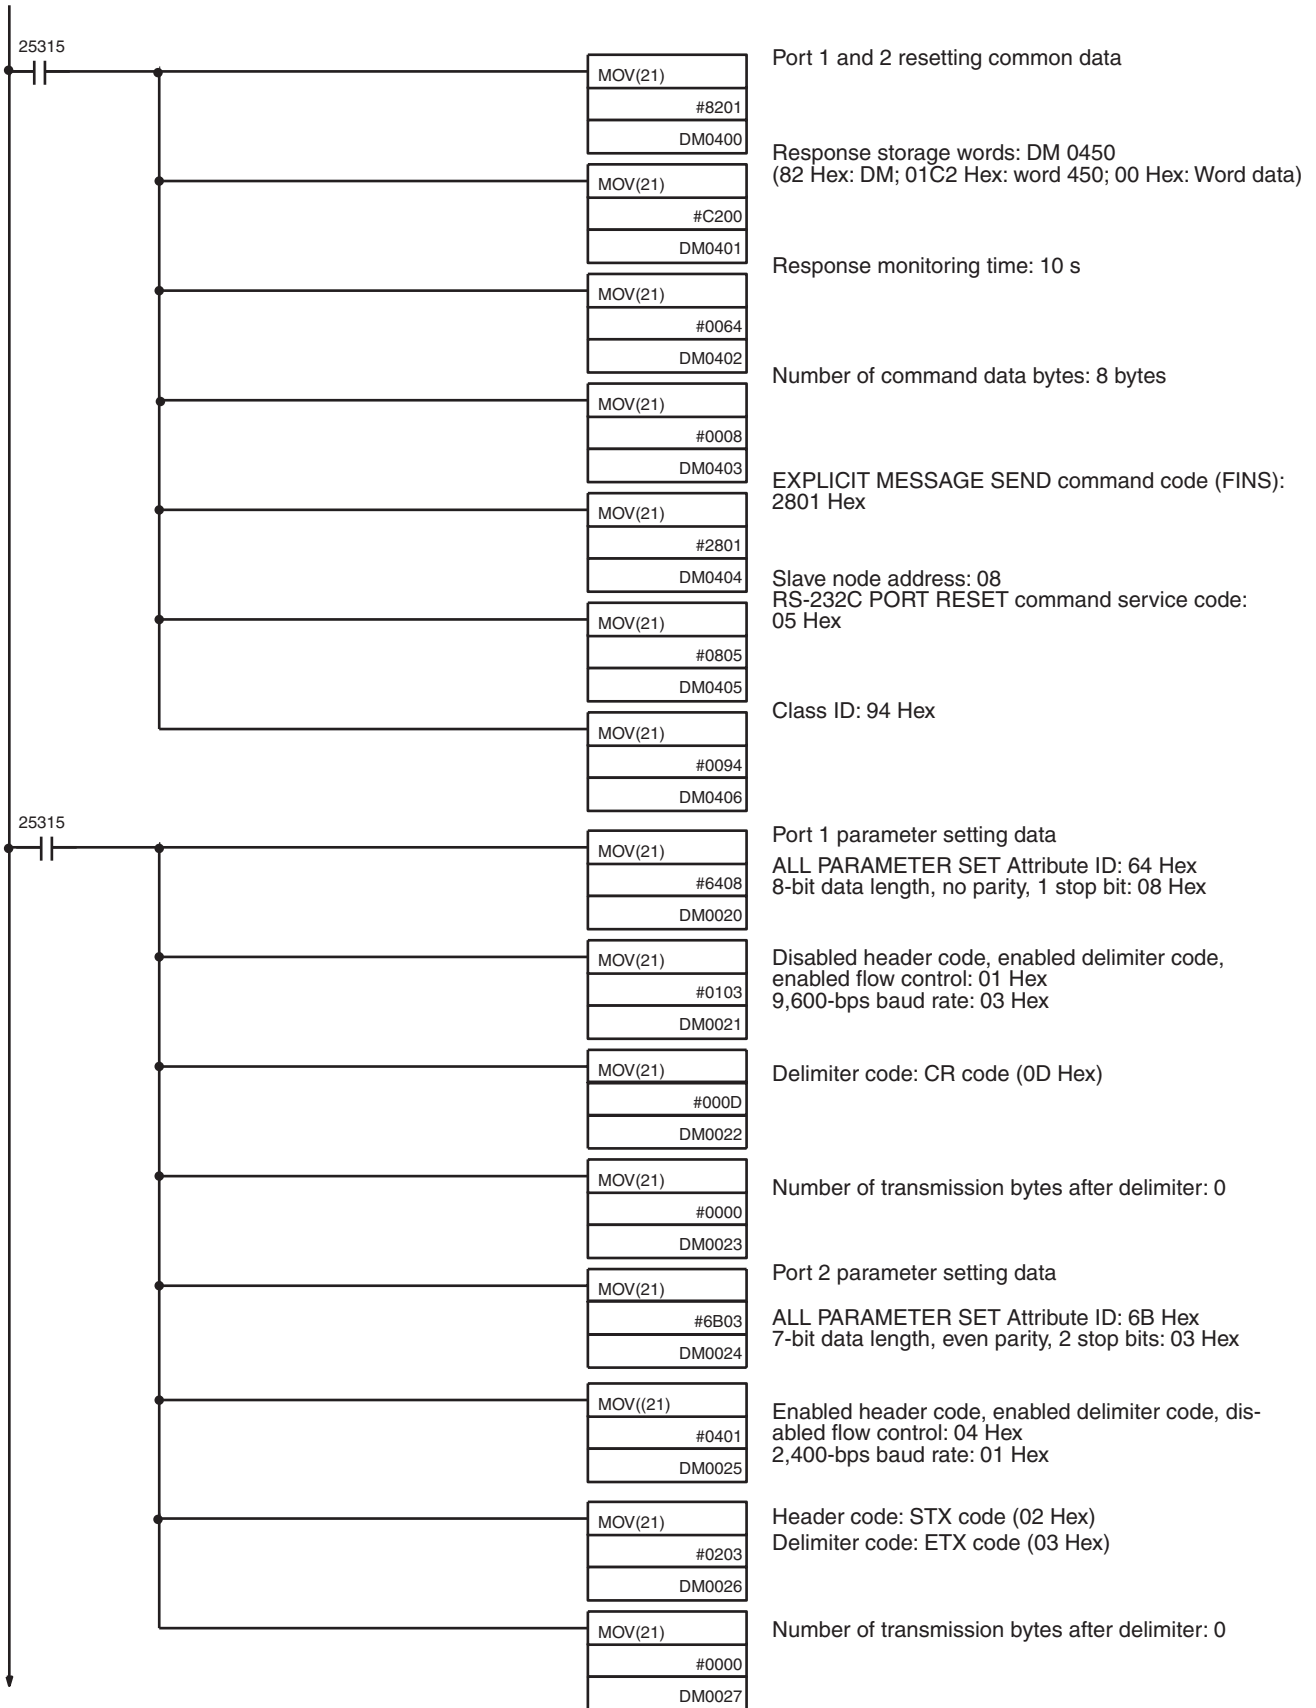 25315
MOV(21)
#8201
DM0400
Port 1 and 2 resetting common data
Response storage words: DM 0450
(82 Hex: DM; 01C2 Hex: word 450; 00 Hex: Word data)
MOV(21)
#C200
DM0401
Response monitoring time: 10 s
MOV(21)
#0064
DM0402
Number of command data bytes: 8 bytes
MOV(21)
#0008
DM0403
EXPLICIT MESSAGE SEND command code (FINS):
2801 Hex
MOV(21)
#2801
DM0404
Slave node address: 08
RS-232C PORT RESET command service code:
05 Hex
MOV(21)
#0805
DM0405
Class ID: 94 Hex
MOV(21)
#0094
DM0406
25315
MOV(21)
#6408
DM0020
Port 1 parameter setting data
ALL PARAMETER SET Attribute ID: 64 Hex
8-bit data length, no parity, 1 stop bit: 08 Hex
MOV(21)
#0103
DM0021
Disabled header code, enabled delimiter code,
enabled flow control: 01 Hex
9,600-bps baud rate: 03 Hex
MOV(21)
#000D
DM0022
Delimiter code: CR code (0D Hex)
MOV(21)
#0000
DM0023
Number of transmission bytes after delimiter: 0
MOV(21)
#6B03
DM0024
Port 2 parameter setting data
ALL PARAMETER SET Attribute ID: 6B Hex
7-bit data length, even parity, 2 stop bits: 03 Hex
MOV((21)
#0401
DM0025
Enabled header code, enabled delimiter code, dis-
abled flow control: 04 Hex
2,400-bps baud rate: 01 Hex
MOV(21)
#0203
DM0026
Header code: STX code (02 Hex)
Delimiter code: ETX code (03 Hex)
MOV(21)
#0000
DM0027
Number of transmission bytes after delimiter: 0